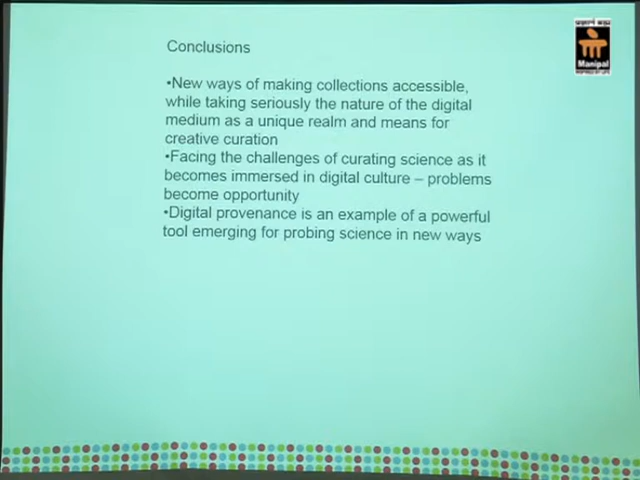 Conclusions
•New ways of making collections accessible,
while taking seriously the nature of the digital
medium as a unique realm and means for
creative curation
•Facing the challenges of curating science as it
becomes immersed in digital culture – problems
become opportunity
•Digital provenance is an example of a powerful
tool emerging for probing science in new ways
Manipal